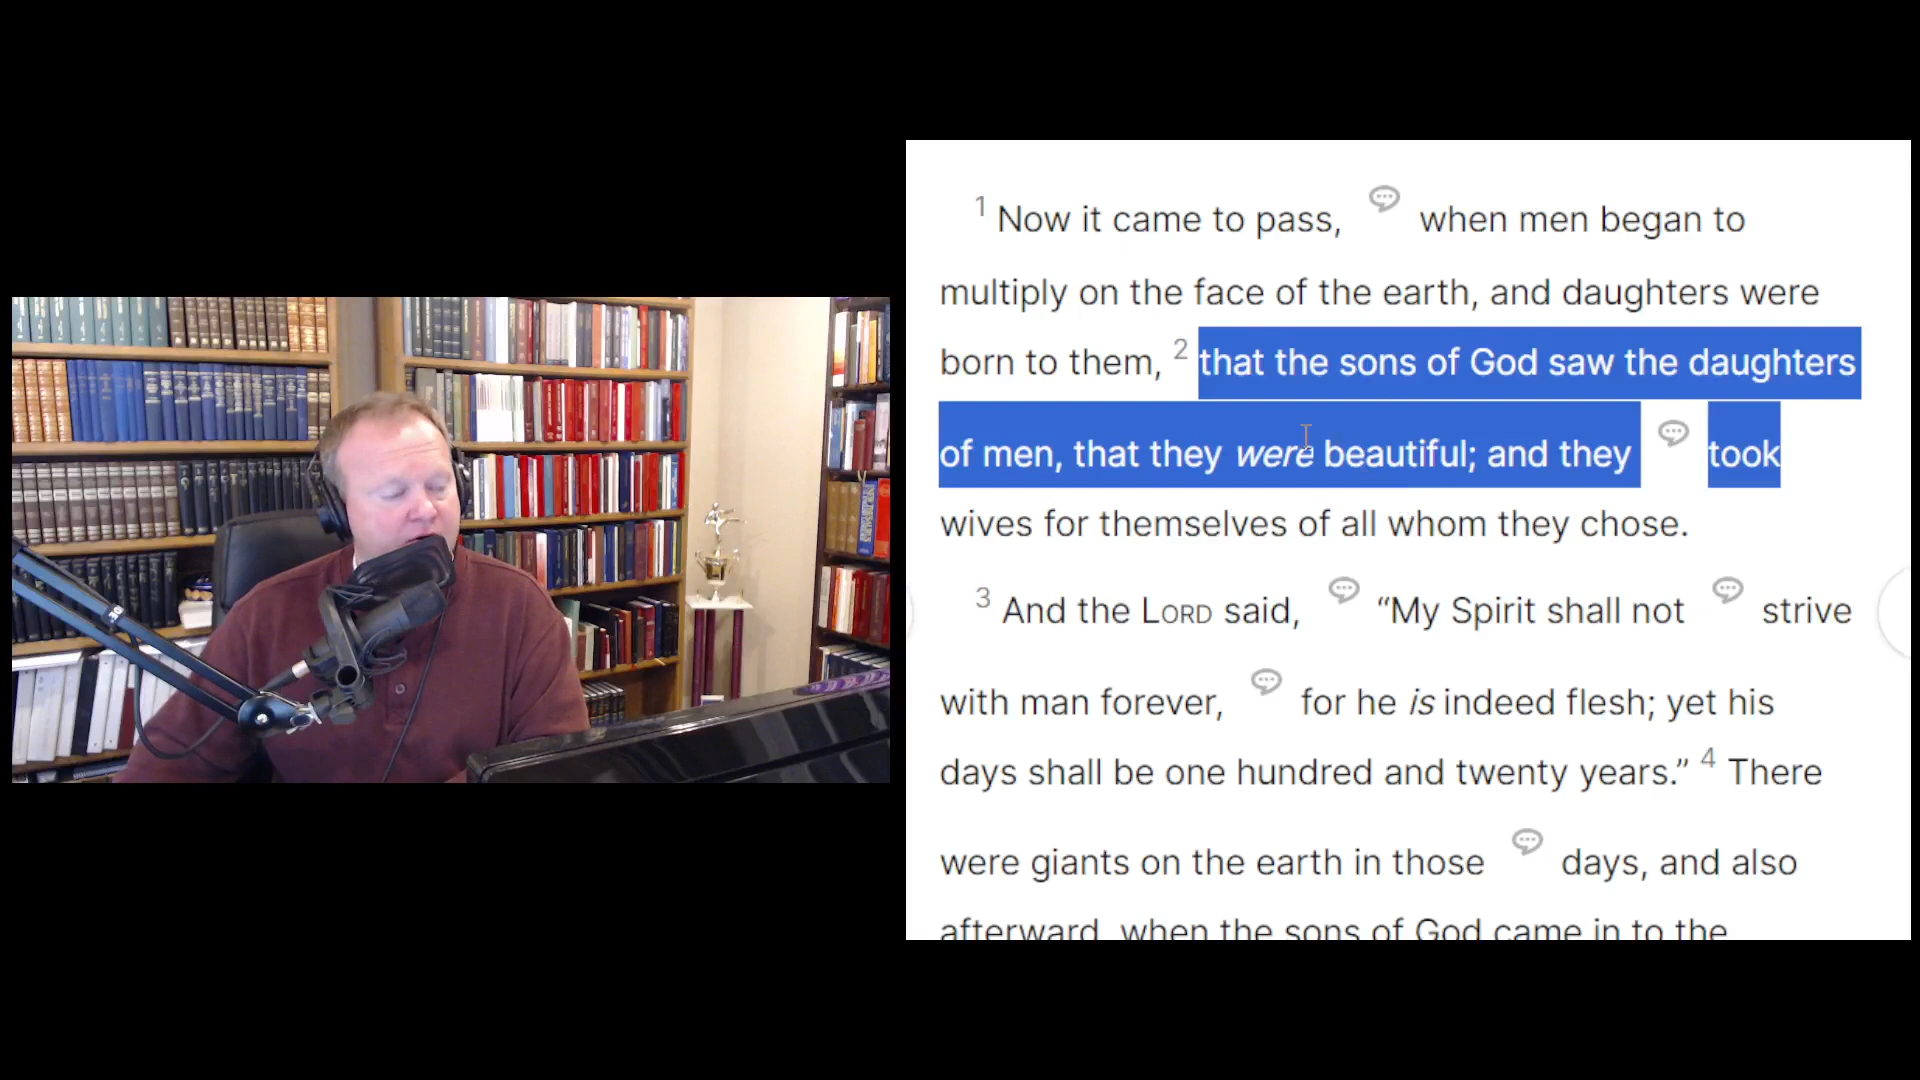 1 Now it came to pass, when men began to
multiply on the face of the earth, and daughters were
born to them, 2 that the sons of God saw the daughters
of men, that they were beautiful; and they took
wives for themselves of all whom they chose.
3 And the LORD said, “My Spirit shall not strive
with man forever, for he is indeed flesh; yet his
days shall be one hundred and twenty years.” 4 There
were giants on the earth in those days, and also
afterward, when the sons of God came in to the